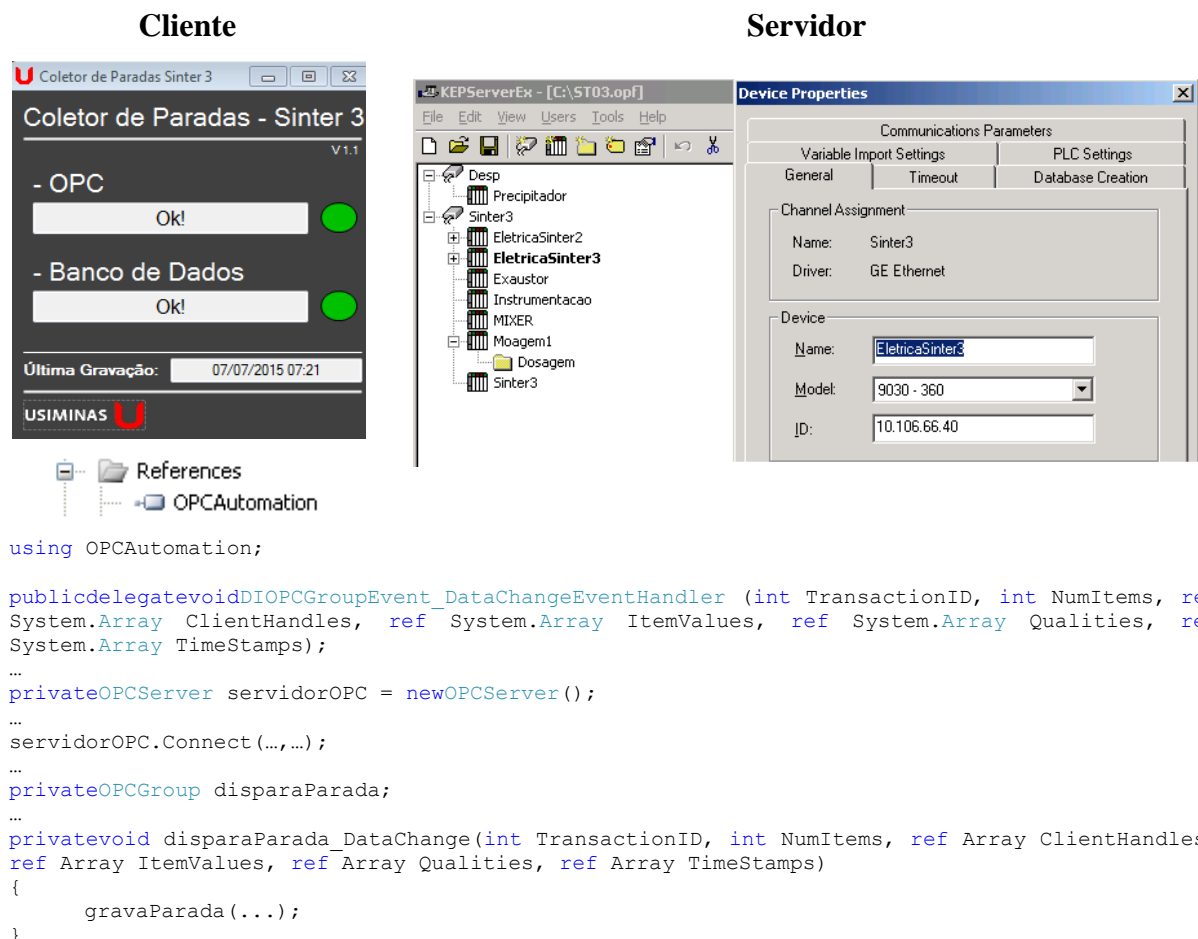 Cliente
Servidor
Coletor de Paradas Sinter 3
Coletor de Paradas - Sinter 3
V 1.1
- OPC
Ok!
- Banco de Dados
Ok!
Última Gravação:
07/07/2015 07:21
USIMINAS
KEPServerEx - [C:\ST03.opf]
File Edit View Users Tools Help
Desp
Precipitador
Sinter3
EletricaSinter2
EletricaSinter3
Exaustor
Instrumentacao
MIXER
Moagem1
Dosagem
Sinter3
Device Properties
Communications Parameters
Variable Import Settings
PLC Settings
General
Timeout
Database Creation
Channel Assignment
Name: Sinter3
Driver: GE Ethernet
Device
Name: EletricaSinter3
Model: 9030 - 360
ID: 10.106.66.40
References
OPCAutomation
using OPCAutomation;
publicdelegatevoidDIOPCGroupEvent_DataChangeEventHandler (int TransactionID, int NumItems, re
System.Array ClientHandles, ref System.Array ItemValues, ref System.Array Qualities, re
System.Array TimeStamps);
…
privateOPCServer servidorOPC = newOPCServer();
…
servidorOPC.Connect(…,…);
…
privateOPCGroup disparaParada;
…
privatevoid disparaParada_DataChange(int TransactionID, int NumItems, ref Array ClientHandles
ref Array ItemValues, ref Array Qualities, ref Array TimeStamps)
{
gravaParada(...);
}